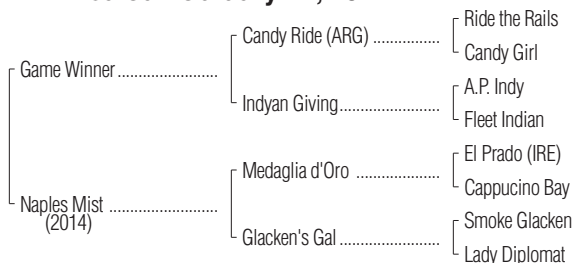 Ride the Rails
Candy Ride (ARG) ................
Candy Girl
Game Winner ........................
A.P. Indy
Indyan Giving ........................
Fleet Indian
El Prado (IRE)
Medaglia d'Oro ....................
Cappucino Bay
Naples Mist ..........................
(2014)
Smoke Glacken
Glacken's Gal ........................
Lady Diplomat